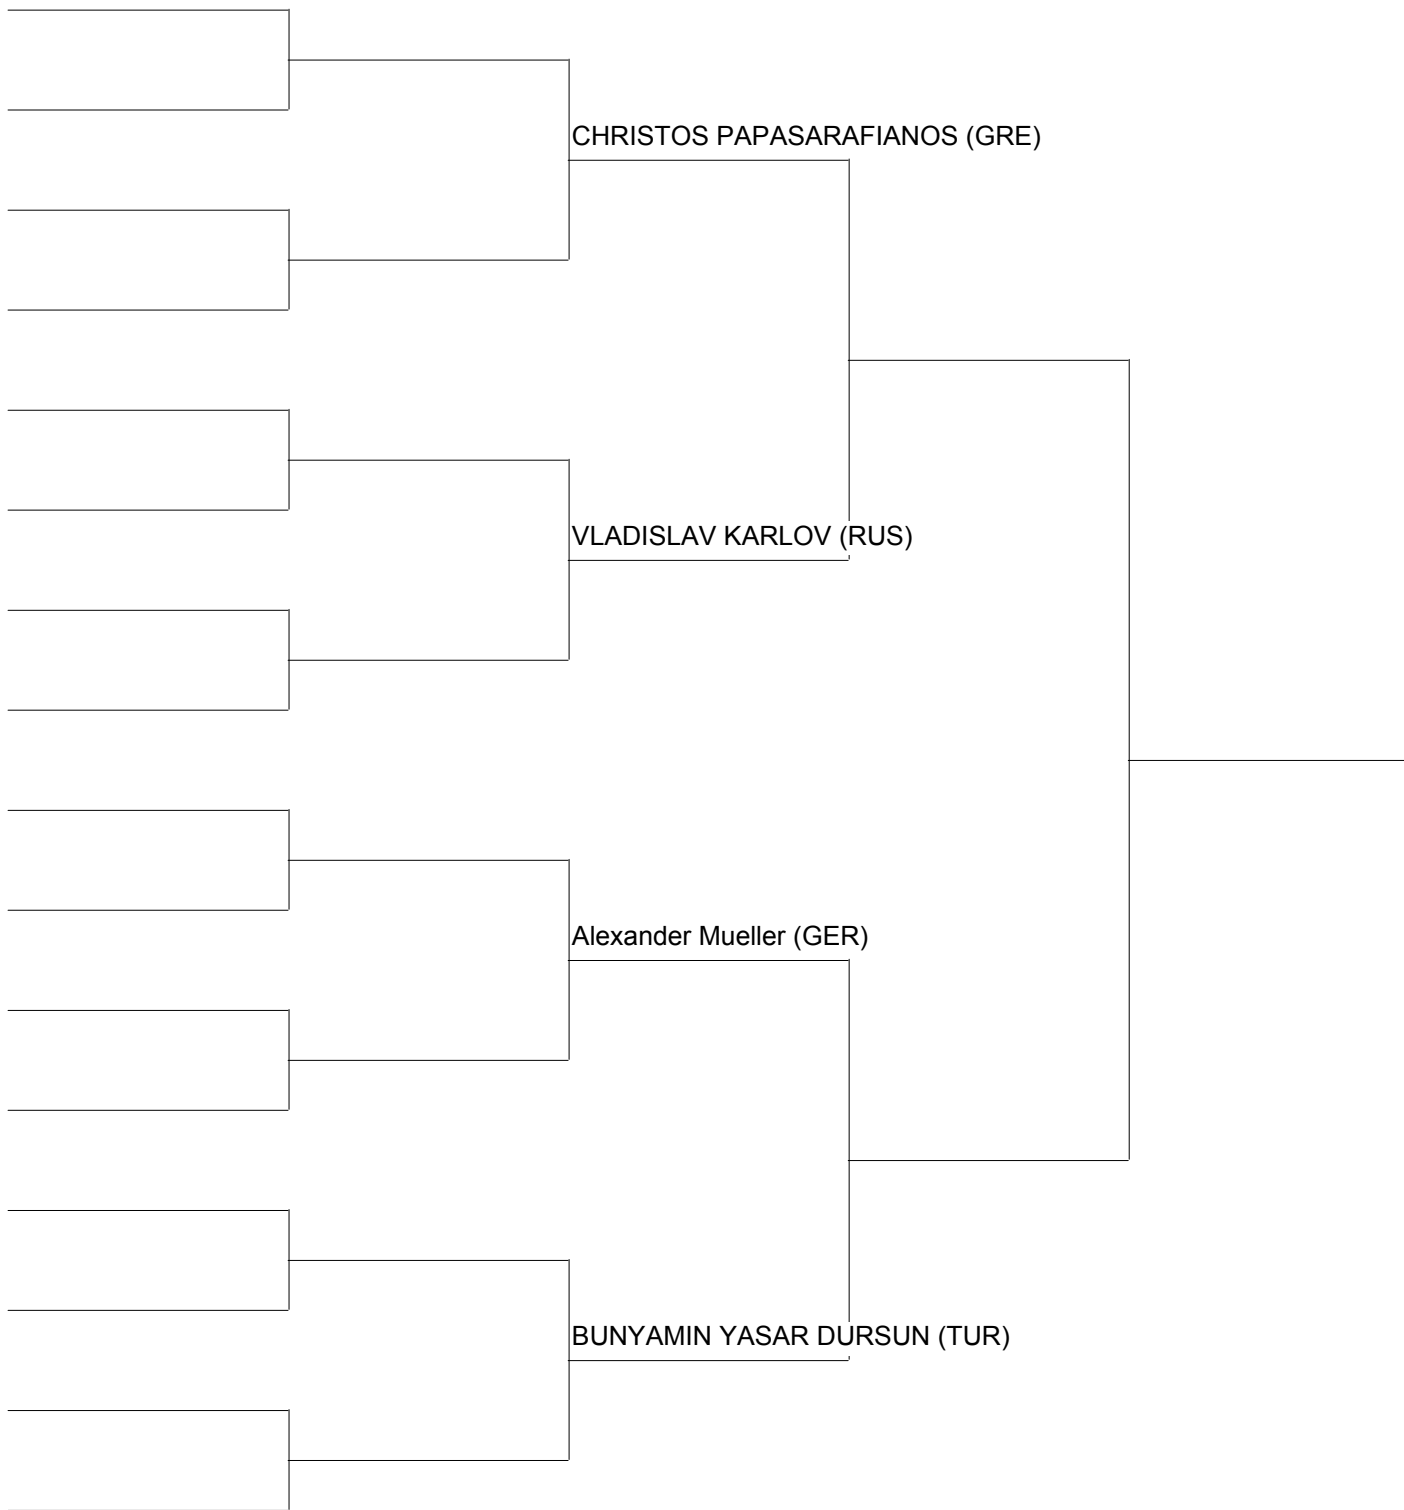 CHRISTOS PAPASARAFIANOS (GRE)
VLADISLAV KARLOV (RUS)
Alexander Mueller (GER)
BUNYAMIN YASAR DURSUN (TUR)